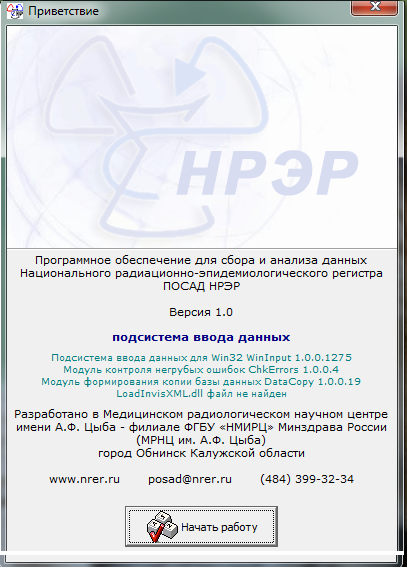 Приветствие
НРЭР
Программное обеспечение для сбора и анализа данных
Национального радиационно-эпидемиологического регистра
ПОСАД НРЭР
Версия 1.0
подсистема ввода данных
Подсистема ввода данных для Win32 WinInput 1.0.0.1275
Модуль контроля негрубых ошибок ChkErrors 1.0.0.4
Модуль формирования копии базы данных DataCopy 1.0.0.19
LoadInvisXML.dll файл не найден
Разработано в Медицинском радиологическом научном центре
имени А.Ф. Цыба - филиале ФГБУ «НМИРЦ» Минздрава России
(МРНЦ им. А.Ф. Цыба)
город Обнинск Калужской области
www.nrer.ru posad@nrer.ru (484) 399-32-34
Начать работу